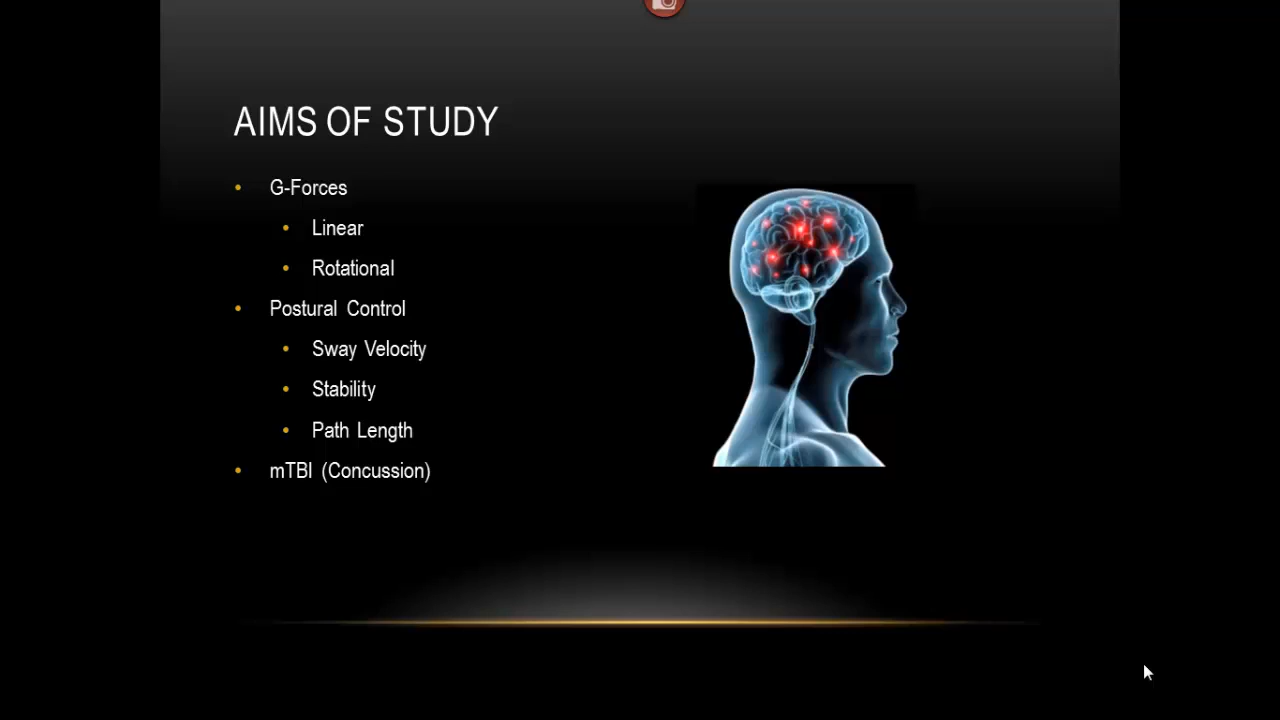 AIMS OF STUDY
• G-Forces
• Linear
• Rotational
• Postural Control
• Sway Velocity
• Stability
• Path Length
• mTBI (Concussion)